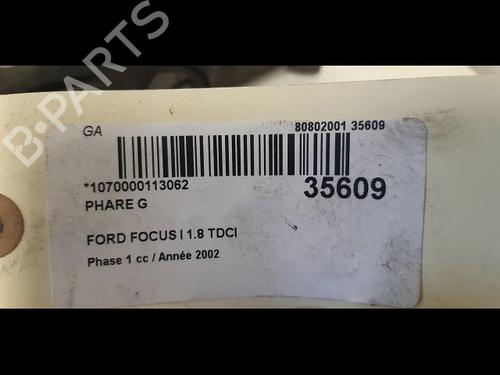 GA 80802001 35609
*1070000113062 35609
PHARE G
FORD FOCUS I 1.8 TDCI
Phase 1 cc / Année 2002
B-PARTS